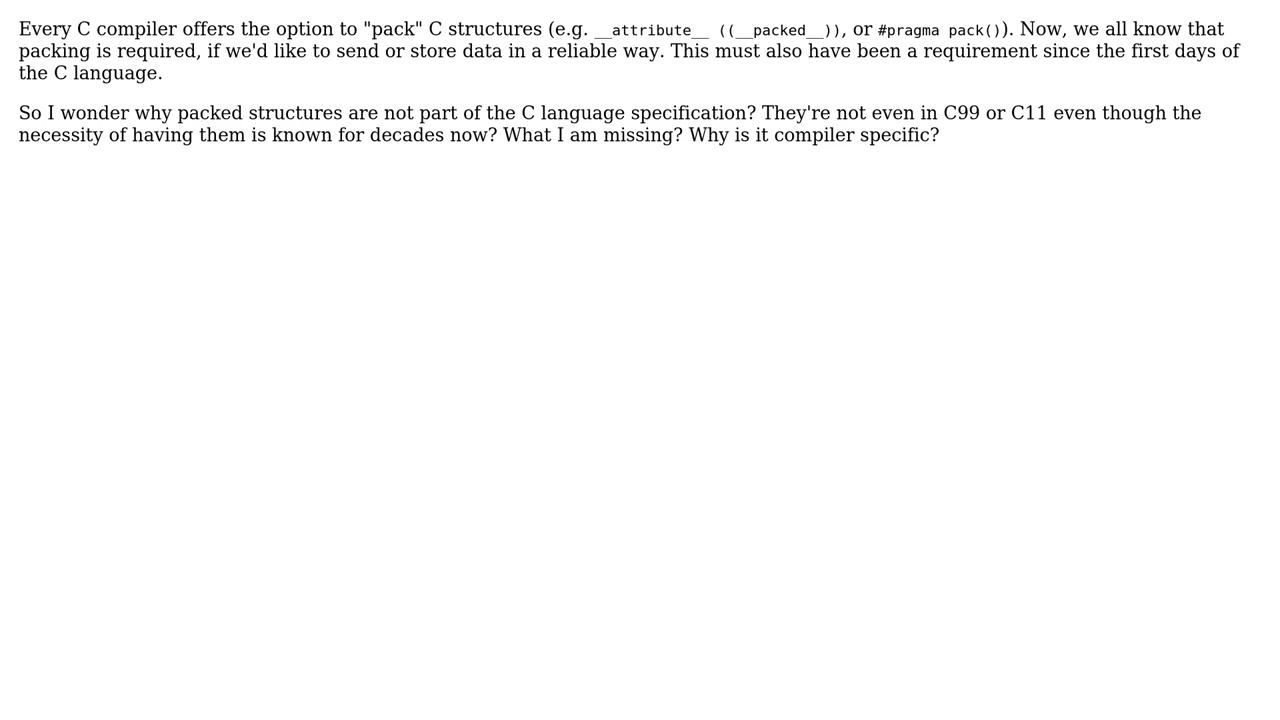 Every C compiler offers the option to "pack" C structures (e.g. __attribute__ ((__packed__)), or #pragma pack()). Now, we all know that
packing is required, if we'd like to send or store data in a reliable way. This must also have been a requirement since the first days of
the C language.
So I wonder why packed structures are not part of the C language specification? They're not even in C99 or C11 even though the
necessity of having them is known for decades now? What I am missing? Why is it compiler specific?